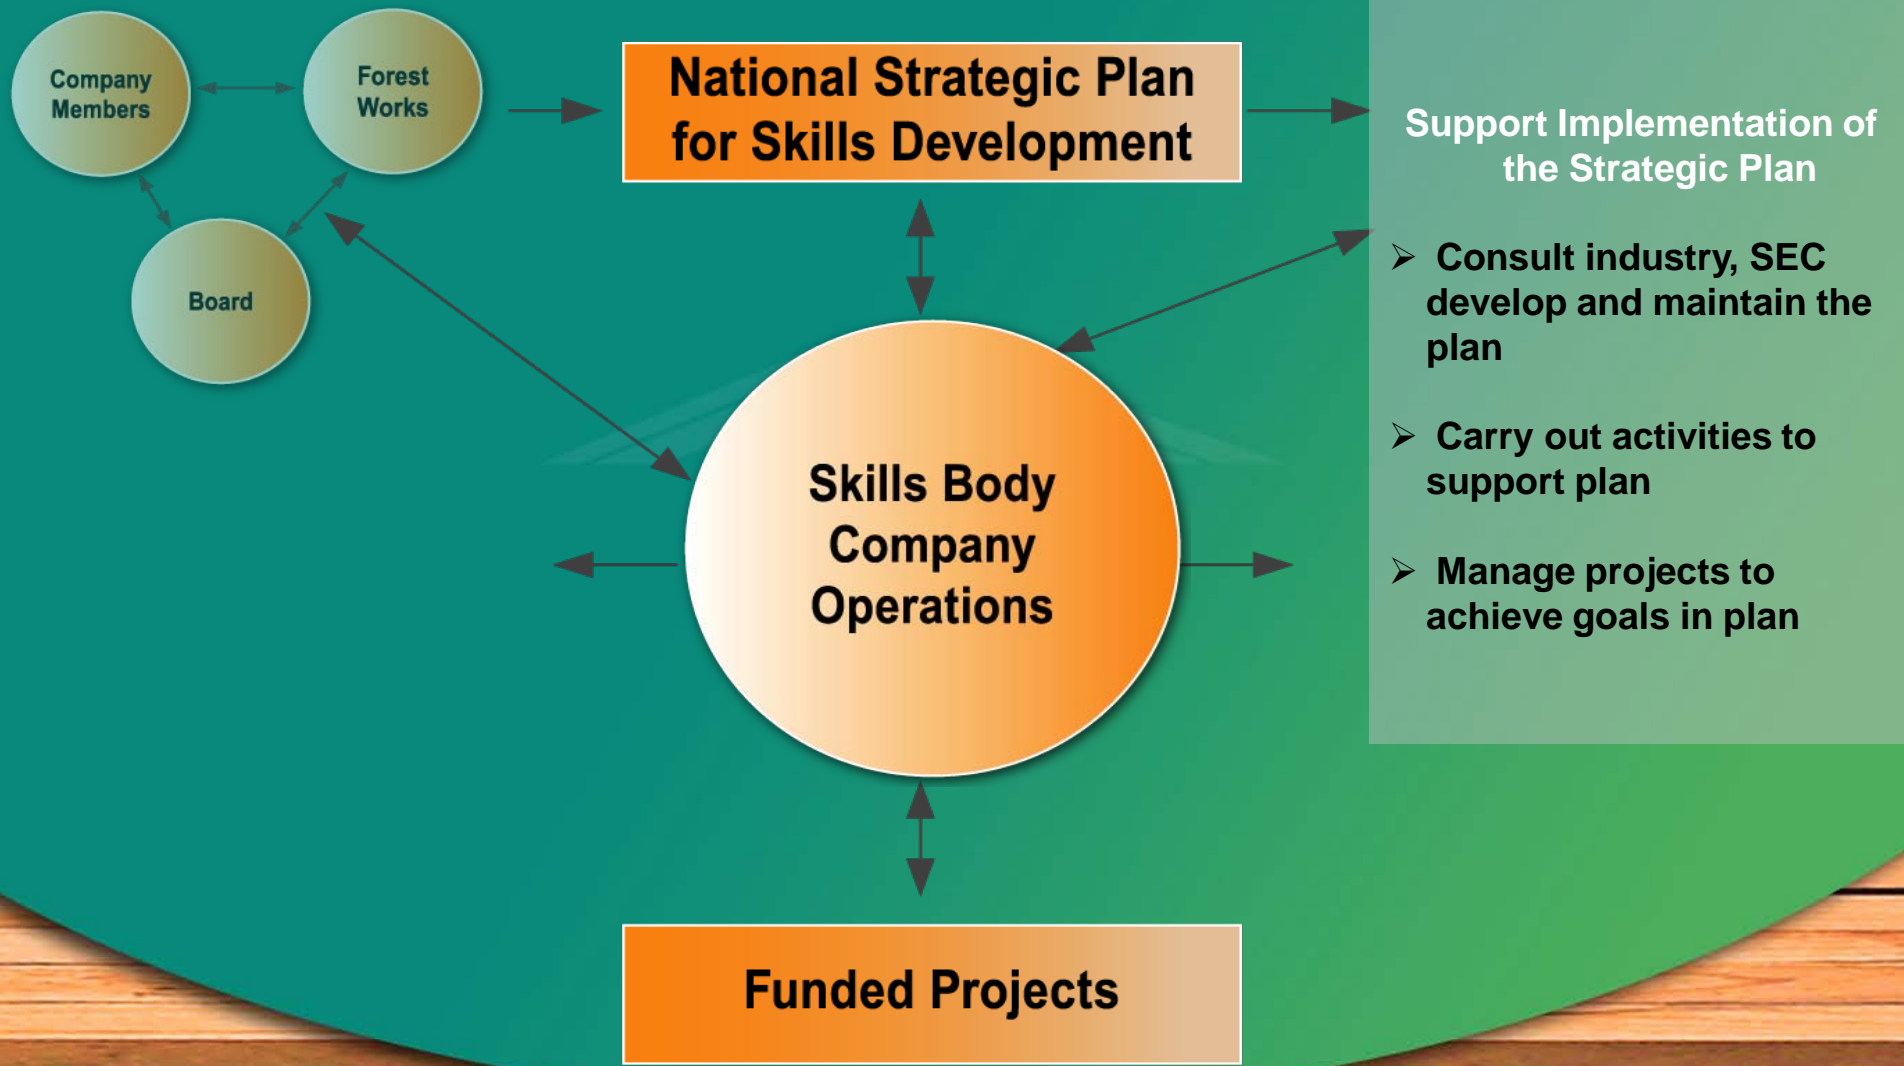 Company
Members
Forest
Works
Board
National Strategic Plan
for Skills Development
Support Implementation of
the Strategic Plan
➢ Consult industry, SEC
develop and maintain the
plan
➢ Carry out activities to
support plan
➢ Manage projects to
achieve goals in plan
Skills Body
Company
Operations
Funded Projects